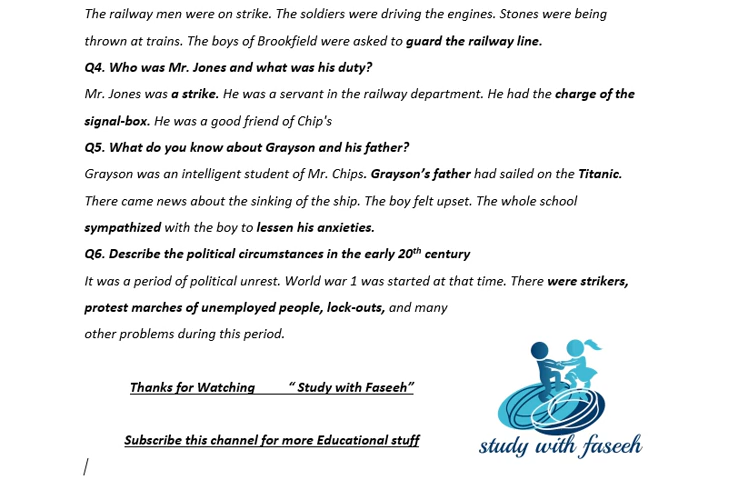 The railway men were on strike. The soldiers were driving the engines. Stones were being
thrown at trains. The boys of Brookfield were asked to guard the railway line.
Q4. Who was Mr. Jones and what was his duty?
Mr. Jones was a strike. He was a servant in the railway department. He had the charge of the
signal-box. He was a good friend of Chip's
Q5. What do you know about Grayson and his father?
Grayson was an intelligent student of Mr. Chips. Grayson’s father had sailed on the Titanic.
There came news about the sinking of the ship. The boy felt upset. The whole school
sympathized with the boy to lessen his anxieties.
Q6. Describe the political circumstances in the early 20th century
It was a period of political unrest. World war 1 was started at that time. There were strikers,
protest marches of unemployed people, lock-outs, and many
other problems during this period.
Thanks for Watching “ Study with Faseeh”
Subscribe this channel for more Educational stuff
study with faseeh